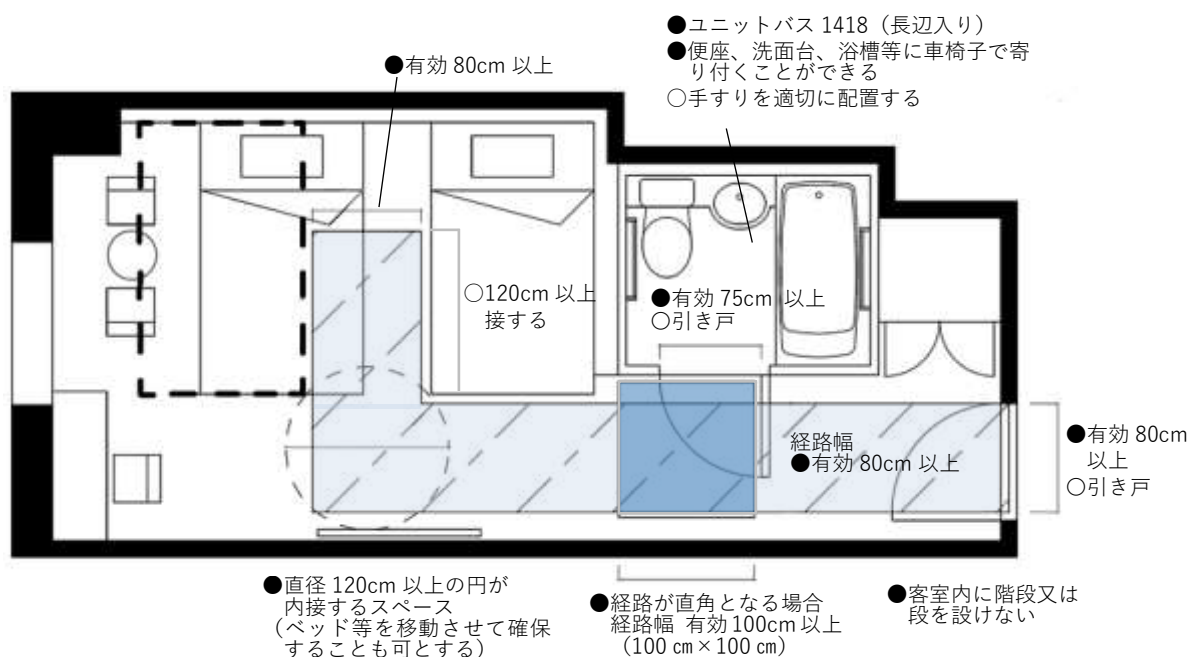 ●ユニットバス 1418（長辺入り）
●便座、洗面台、浴槽等に車椅子で寄
り付くことができる
○手すりを適切に配置する
●有効 80cm 以上
○120cm 以上
接する
●有効 75cm 以上
○引き戸
経路幅
●有効 80cm 以上
●有効 80cm
以上
○引き戸
●直径 120cm 以上の円が
内接するスペース
（ベッド等を移動させて確保
することも可とする）
●経路が直角となる場合
経路幅 有効 100cm 以上
（100 ㎝×100 ㎝）
●客室内に階段又は
段を設けない